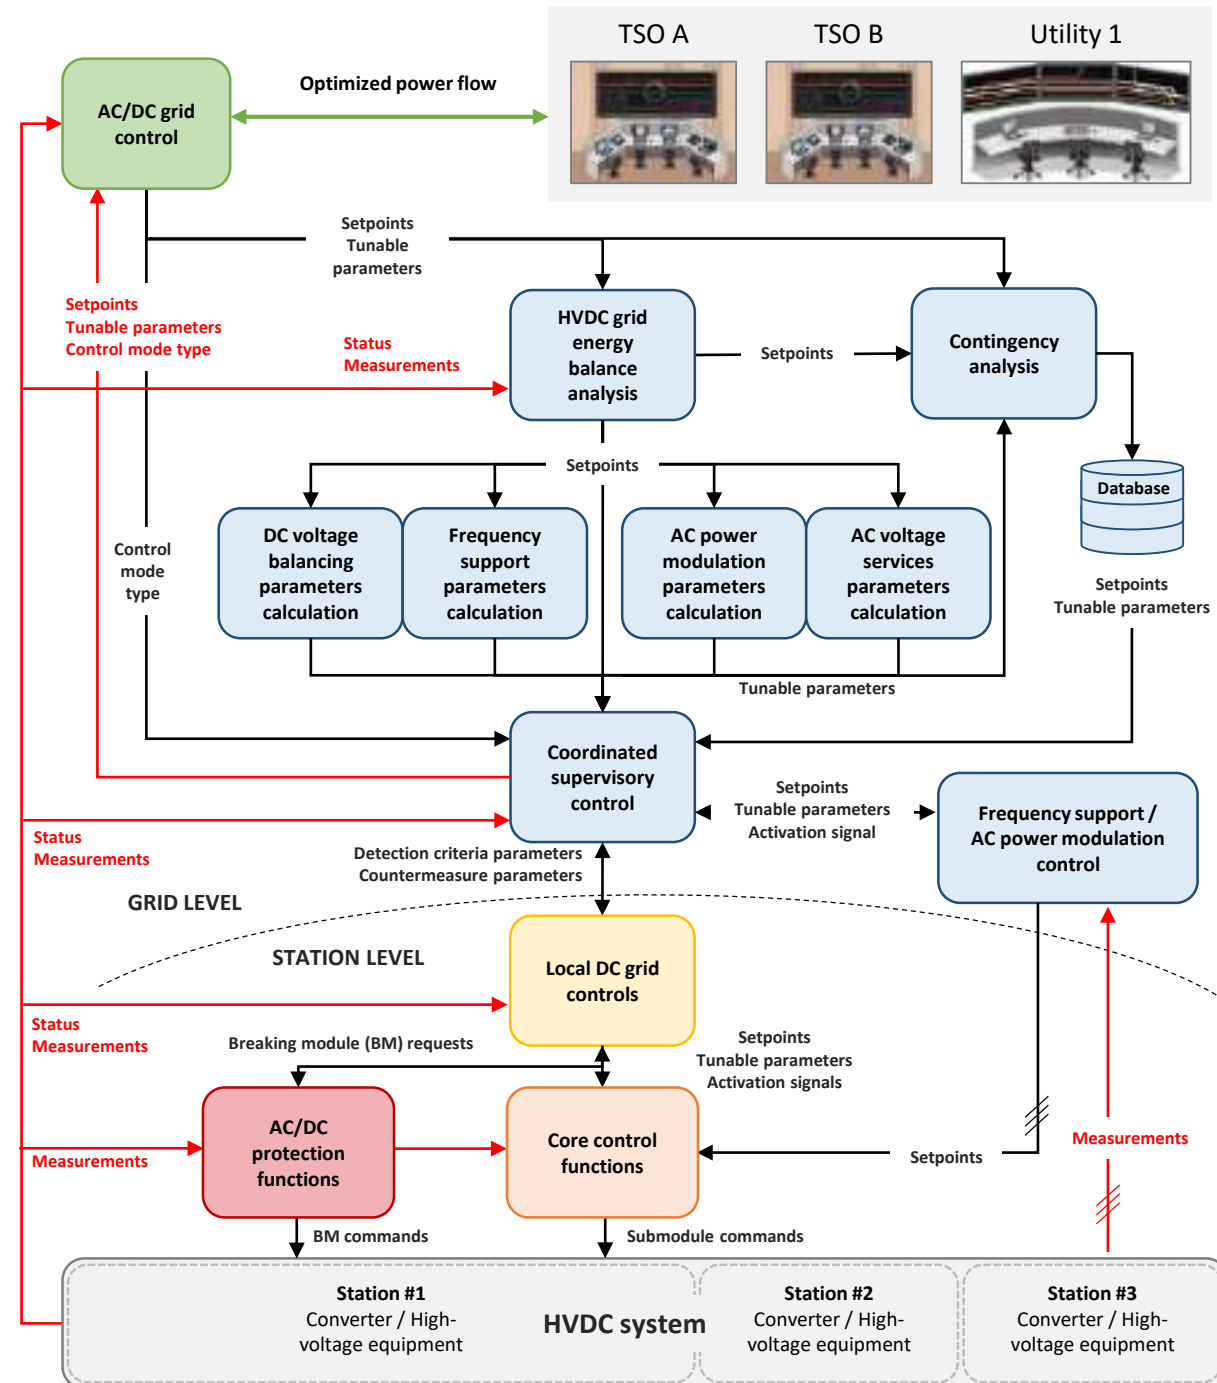 TSO A
TSO B
Utility 1
AC/DC grid
control
Optimized power flow
Setpoints
Tunable
parameters
Setpoints
Tunable parameters
Control mode type
Status
Measurements
HVDC grid
energy
balance
analysis
Setpoints
Contingency
analysis
Setpoints
Database
DC voltage
balancing
parameters
calculation
Frequency
support
parameters
calculation
AC power
modulation
parameters
calculation
AC voltage
services
parameters
calculation
Control
mode
type
Setpoints
Tunable parameters
Tunable parameters
Coordinated
supervisory
control
Setpoints
Tunable parameters
Activation signal
Frequency support /
AC power modulation
control
Status
Measurements
Detection criteria parameters
Countermeasure parameters
GRID LEVEL
STATION LEVEL
Local DC grid
controls
Status
Measurements
Breaking module (BM) requests
Setpoints
Tunable parameters
Activation signals
AC/DC
protection
functions
Core control
functions
Measurements
Setpoints
Measurements
BM commands
Submodule commands
Station #1
Converter / High-
voltage equipment
HVDC system
Station #2
Converter / High-
voltage equipment
Station #3
Converter / High-
voltage equipment